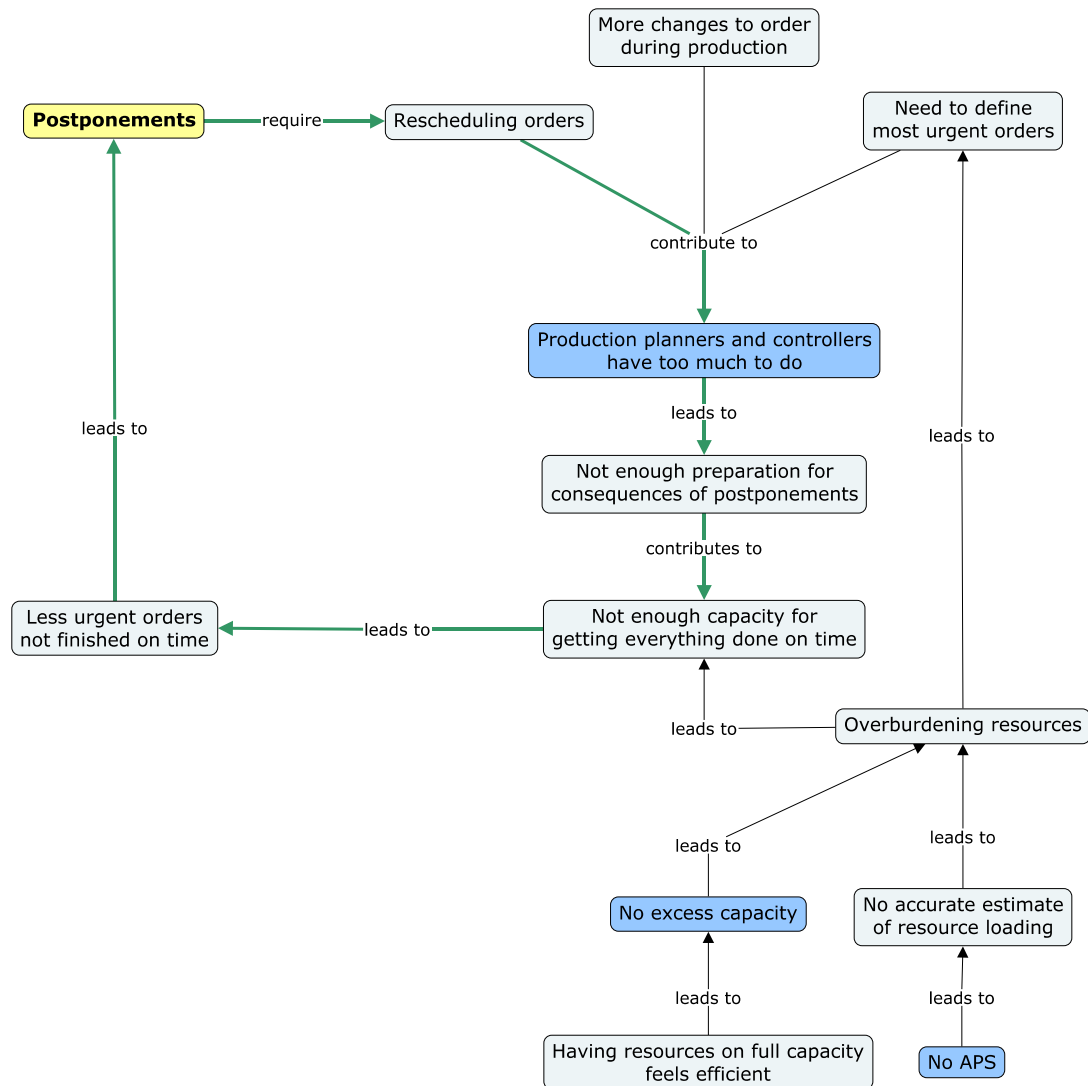 More changes to order
during production
Postponements
require
Rescheduling orders
Need to define
most urgent orders
contribute to
Production planners and controllers
have too much to do
leads to
Not enough preparation for
consequences of postponements
leads to
leads to
contributes to
Less urgent orders
not finished on time
leads to
Not enough capacity for
getting everything done on time
leads to
Overburdening resources
leads to
leads to
No excess capacity
No accurate estimate
of resource loading
leads to
leads to
Having resources on full capacity
feels efficient
No APS